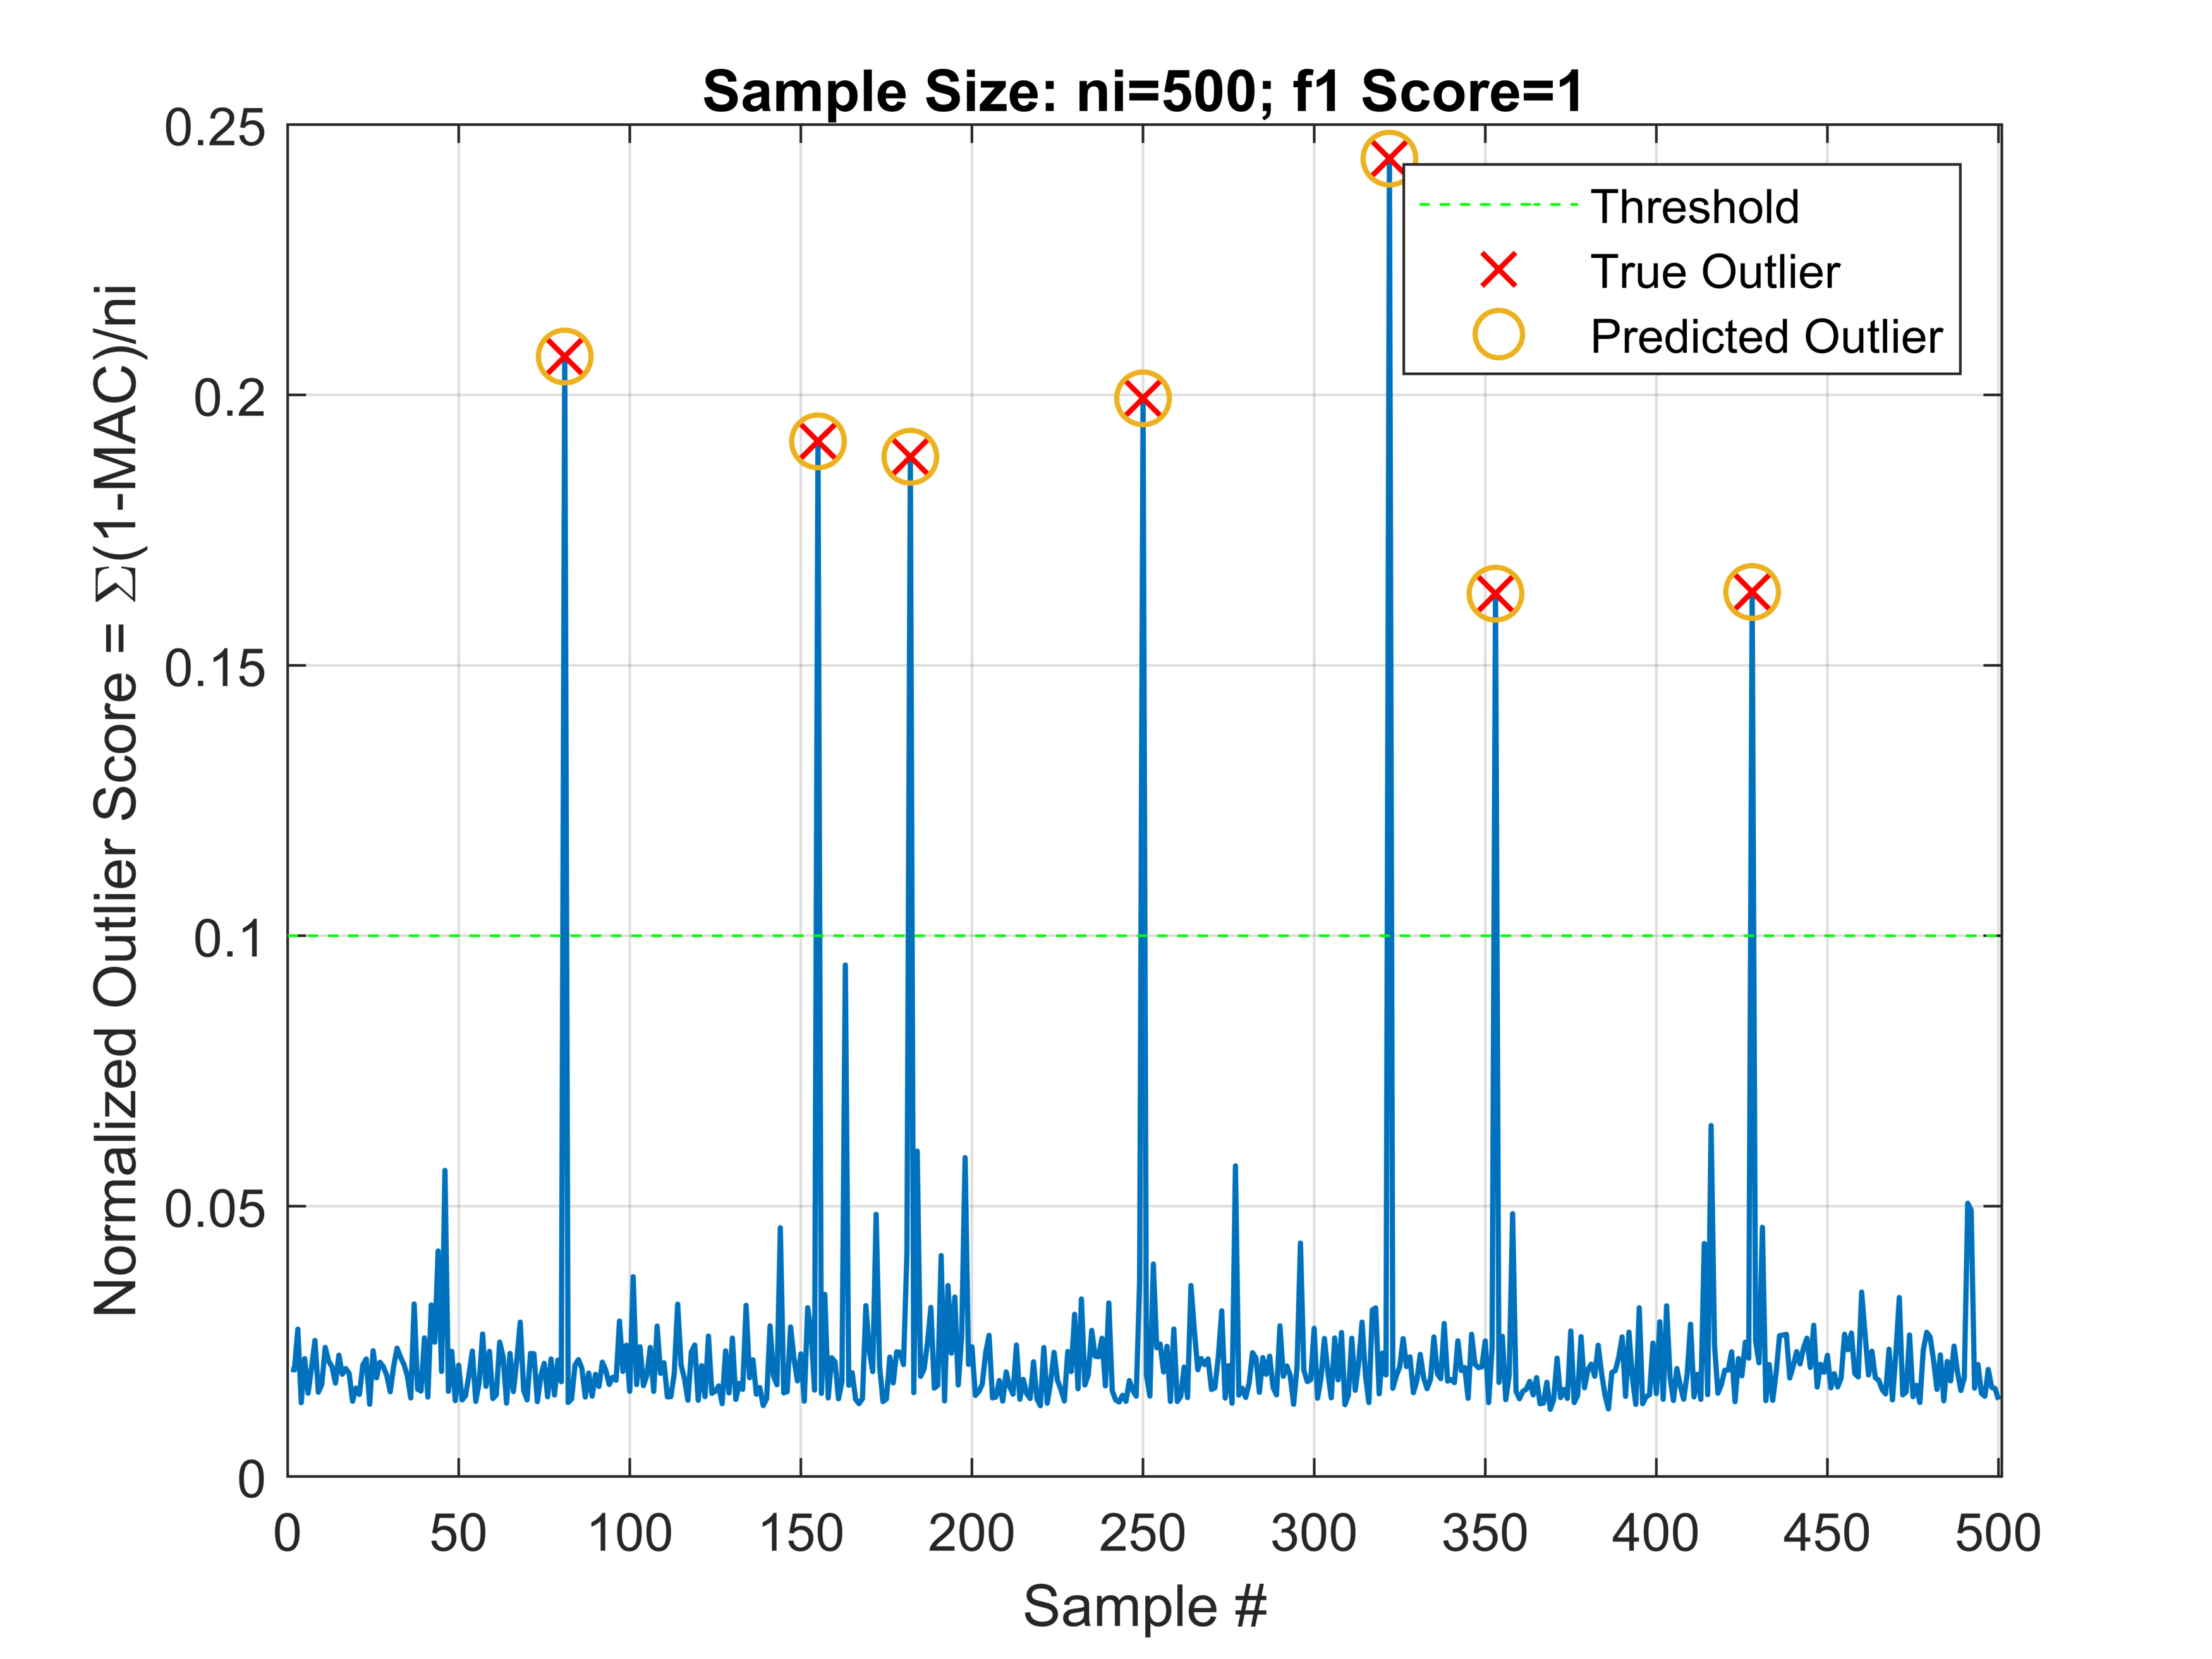 Sample Size: ni=500; f1 Score=1
Normalized Outlier Score = Σ(1-MAC)/ni
0.25
0.2
0.15
0.1
0.05
0
Threshold
True Outlier
Predicted Outlier
0 50 100 150 200 250 300 350 400 450 500
Sample #